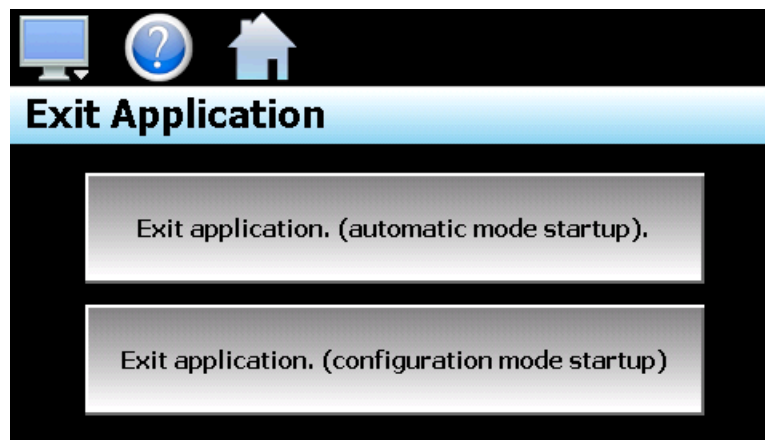 ?
Exit Application
Exit application. (automatic mode startup).
Exit application. (configuration mode startup)